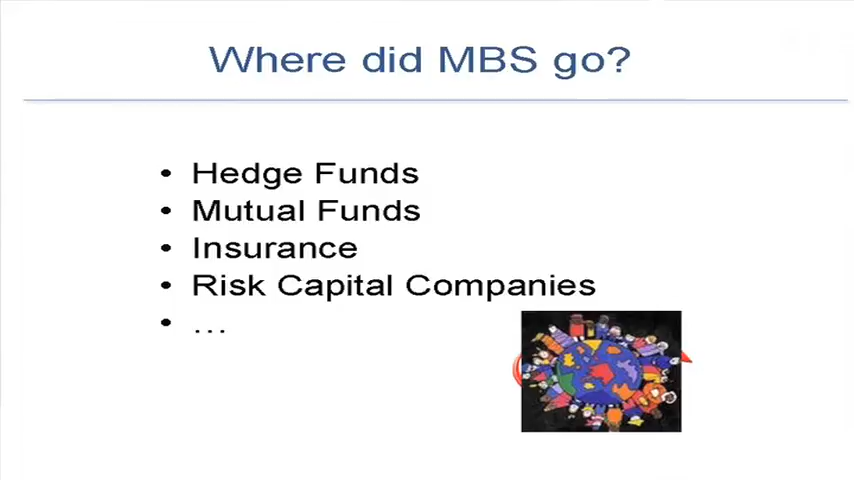 Where did MBS go?
• Hedge Funds
• Mutual Funds
• Insurance
• Risk Capital Companies
• ...